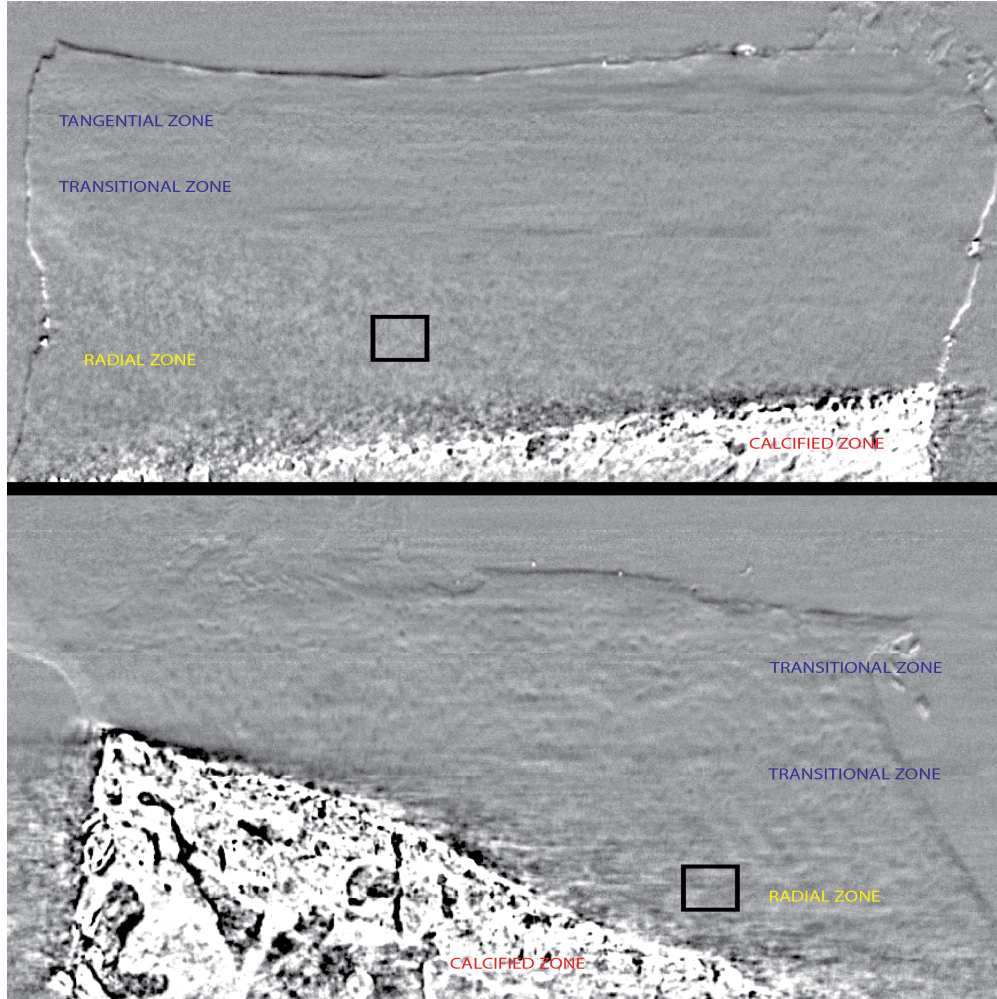 TANGENTIAL ZONE
TRANSITIONAL ZONE
RADIAL ZONE
CALCIFIED ZONE
TRANSITIONAL ZONE
TRANSITIONAL ZONE
RADIAL ZONE
CALCIFIED ZONE